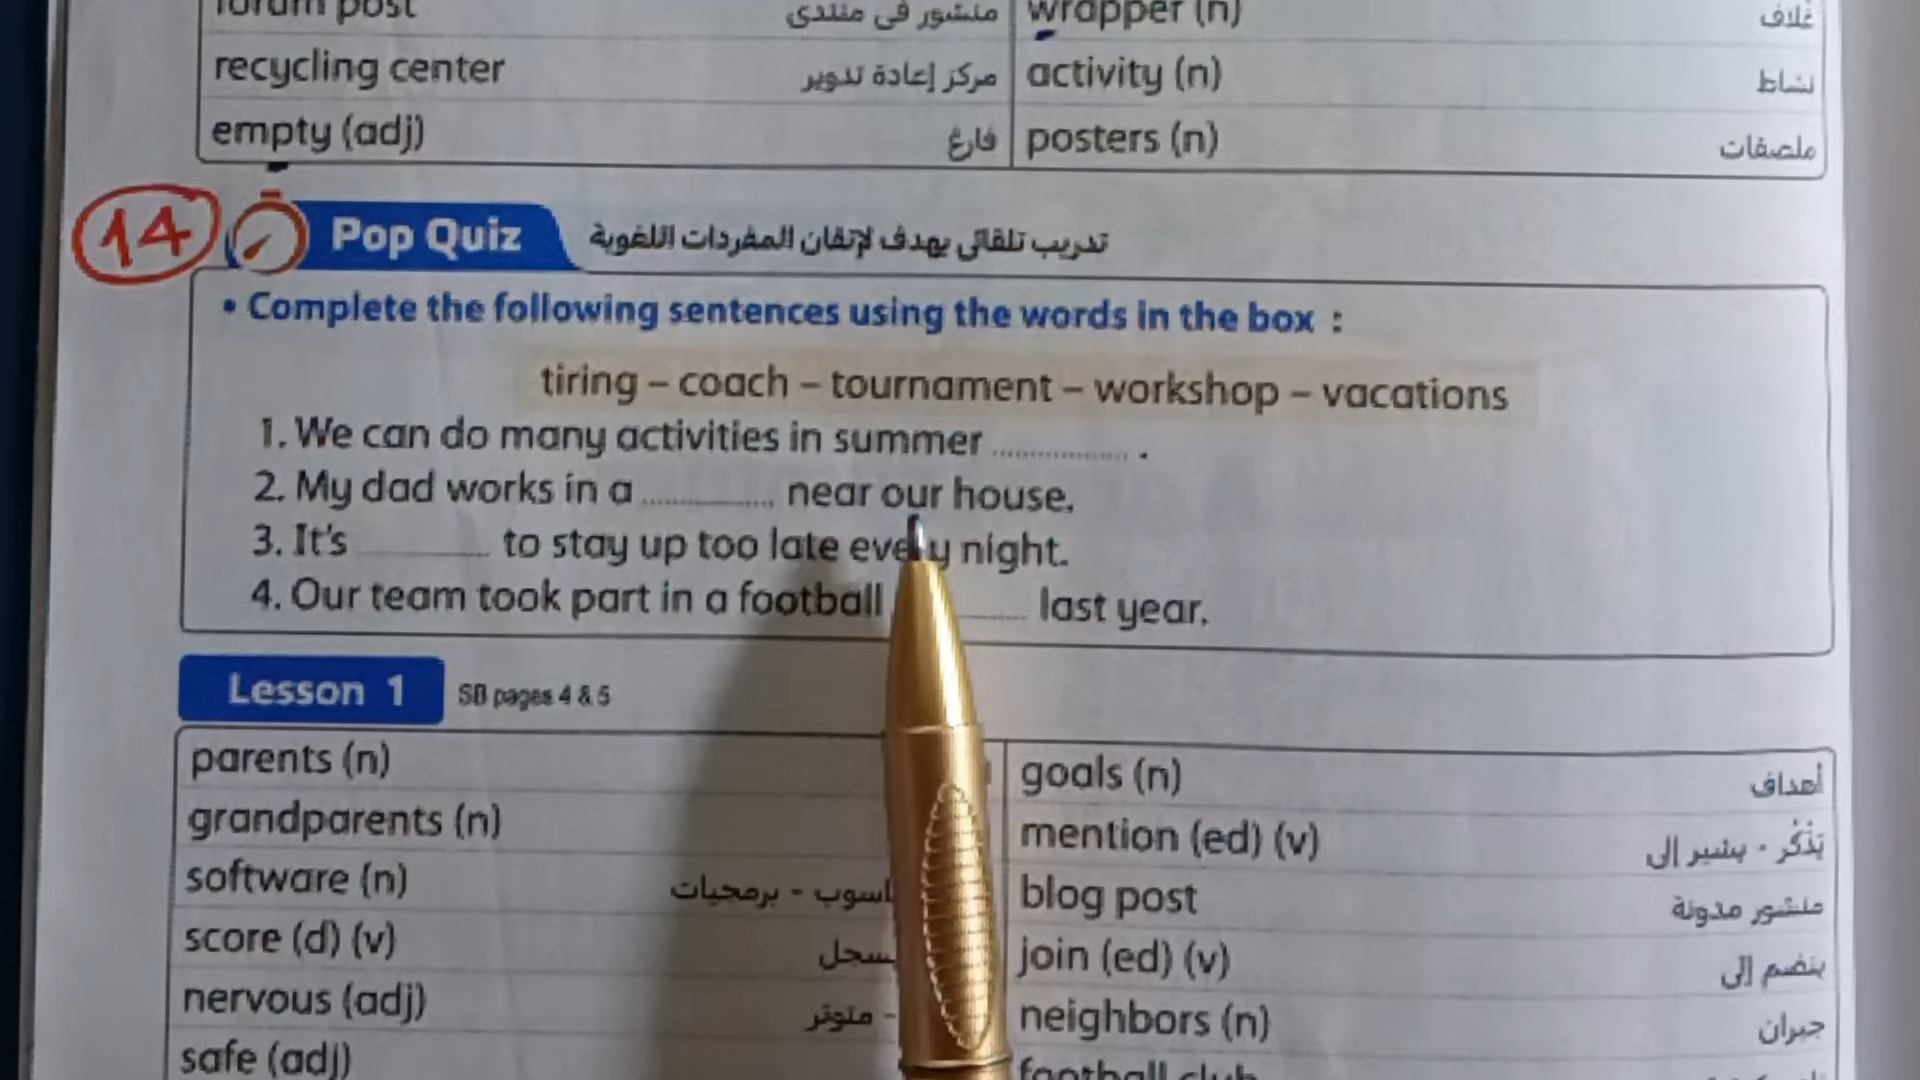 forum post منشور فى منتدى wrapper (n) غلاف
recycling center مركز إعادة تدوير activity (n) نشاط
empty (adj) فارغ posters (n) ملصقات
14 Pop Quiz تدريب تلقائى يهدف لإتقان المفردات اللغوية
• Complete the following sentences using the words in the box :
tiring – coach – tournament – workshop – vacations
1. We can do many activities in summer .................. .
2. My dad works in a .................. near our house.
3. It's .................. to stay up too late every night.
4. Our team took part in a football .................. last year.
Lesson 1 SB pages 4 & 5
parents (n) goals (n) أهداف
grandparents (n) mention (ed) (v) يَذْكُر - يشير إلى
software (n) برمجيات - blog post منشور مدونة
score (d) (v) join (ed) (v) ينضم إلى
nervous (adj) متوتر - neighbors (n) جيران
safe (adj) football club